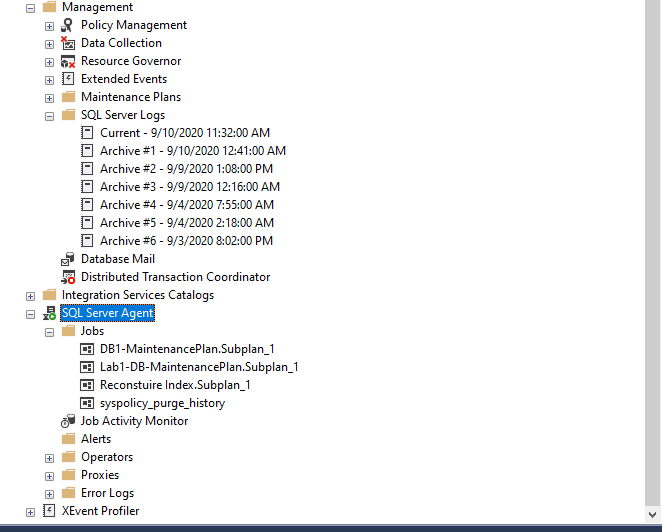 Management
Policy Management
Data Collection
Resource Governor
Extended Events
Maintenance Plans
SQL Server Logs
Current - 9/10/2020 11:32:00 AM
Archive #1 - 9/10/2020 12:41:00 AM
Archive #2 - 9/9/2020 1:08:00 PM
Archive #3 - 9/9/2020 12:16:00 AM
Archive #4 - 9/4/2020 7:55:00 AM
Archive #5 - 9/4/2020 2:18:00 AM
Archive #6 - 9/3/2020 8:02:00 PM
Database Mail
Distributed Transaction Coordinator
Integration Services Catalogs
SQL Server Agent
Jobs
DB1-MaintenancePlan.Subplan_1
Lab1-DB-MaintenancePlan.Subplan_1
Reconstuire Index.Subplan_1
syspolicy_purge_history
Job Activity Monitor
Alerts
Operators
Proxies
Error Logs
XEvent Profiler